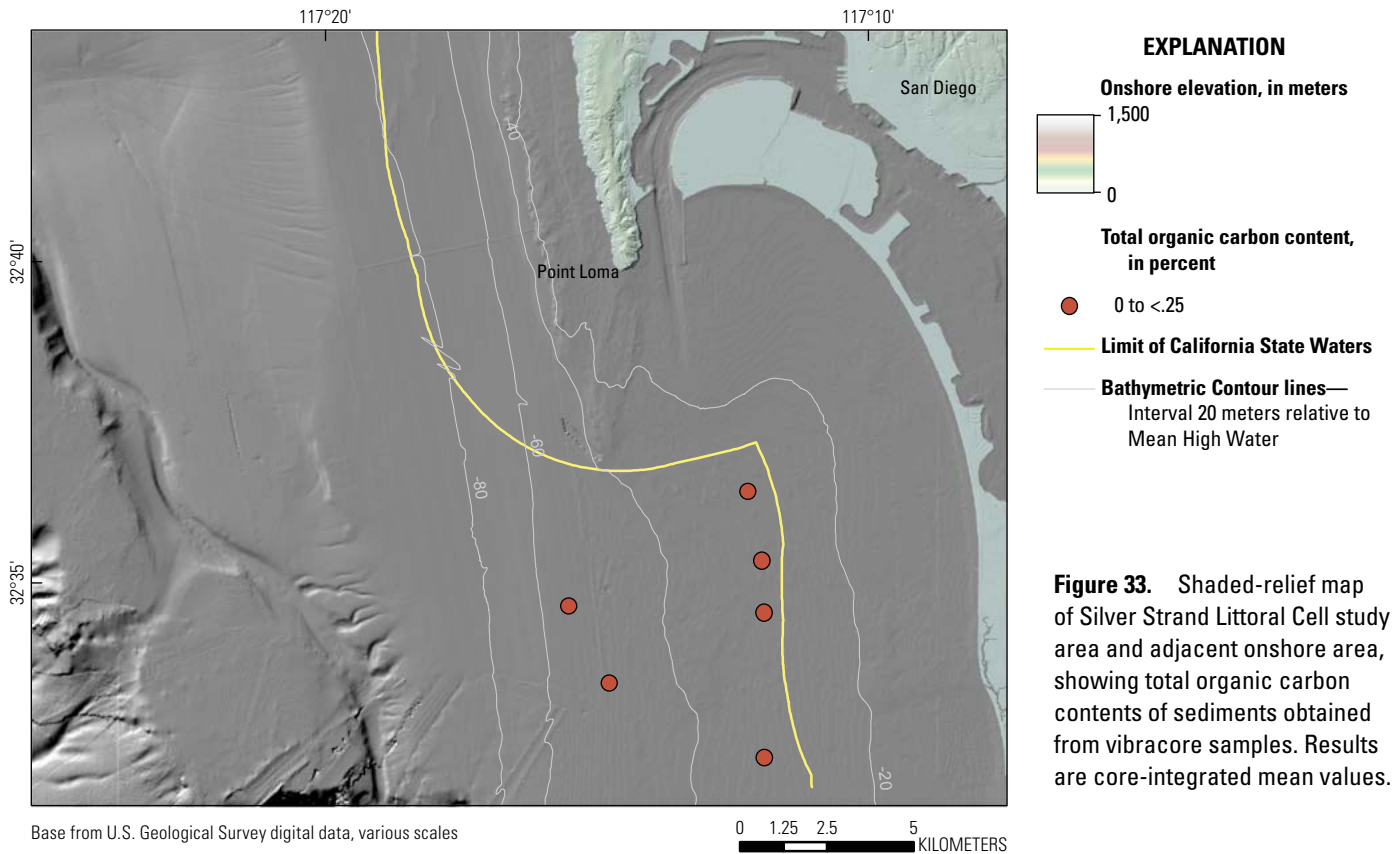 117°20'
117°10'
EXPLANATION
San Diego
Onshore elevation, in meters
1,500
0
-40
32°40'
Point Loma
Total organic carbon content,
in percent
0 to <.25
Limit of California State Waters
Bathymetric Contour lines—
Interval 20 meters relative to
Mean High Water
-60
-80
32°35'
-20
Figure 33. Shaded-relief map
of Silver Strand Littoral Cell study
area and adjacent onshore area,
showing total organic carbon
contents of sediments obtained
from vibracore samples. Results
are core-integrated mean values.
Base from U.S. Geological Survey digital data, various scales
0 1.25 2.5 5
KILOMETERS